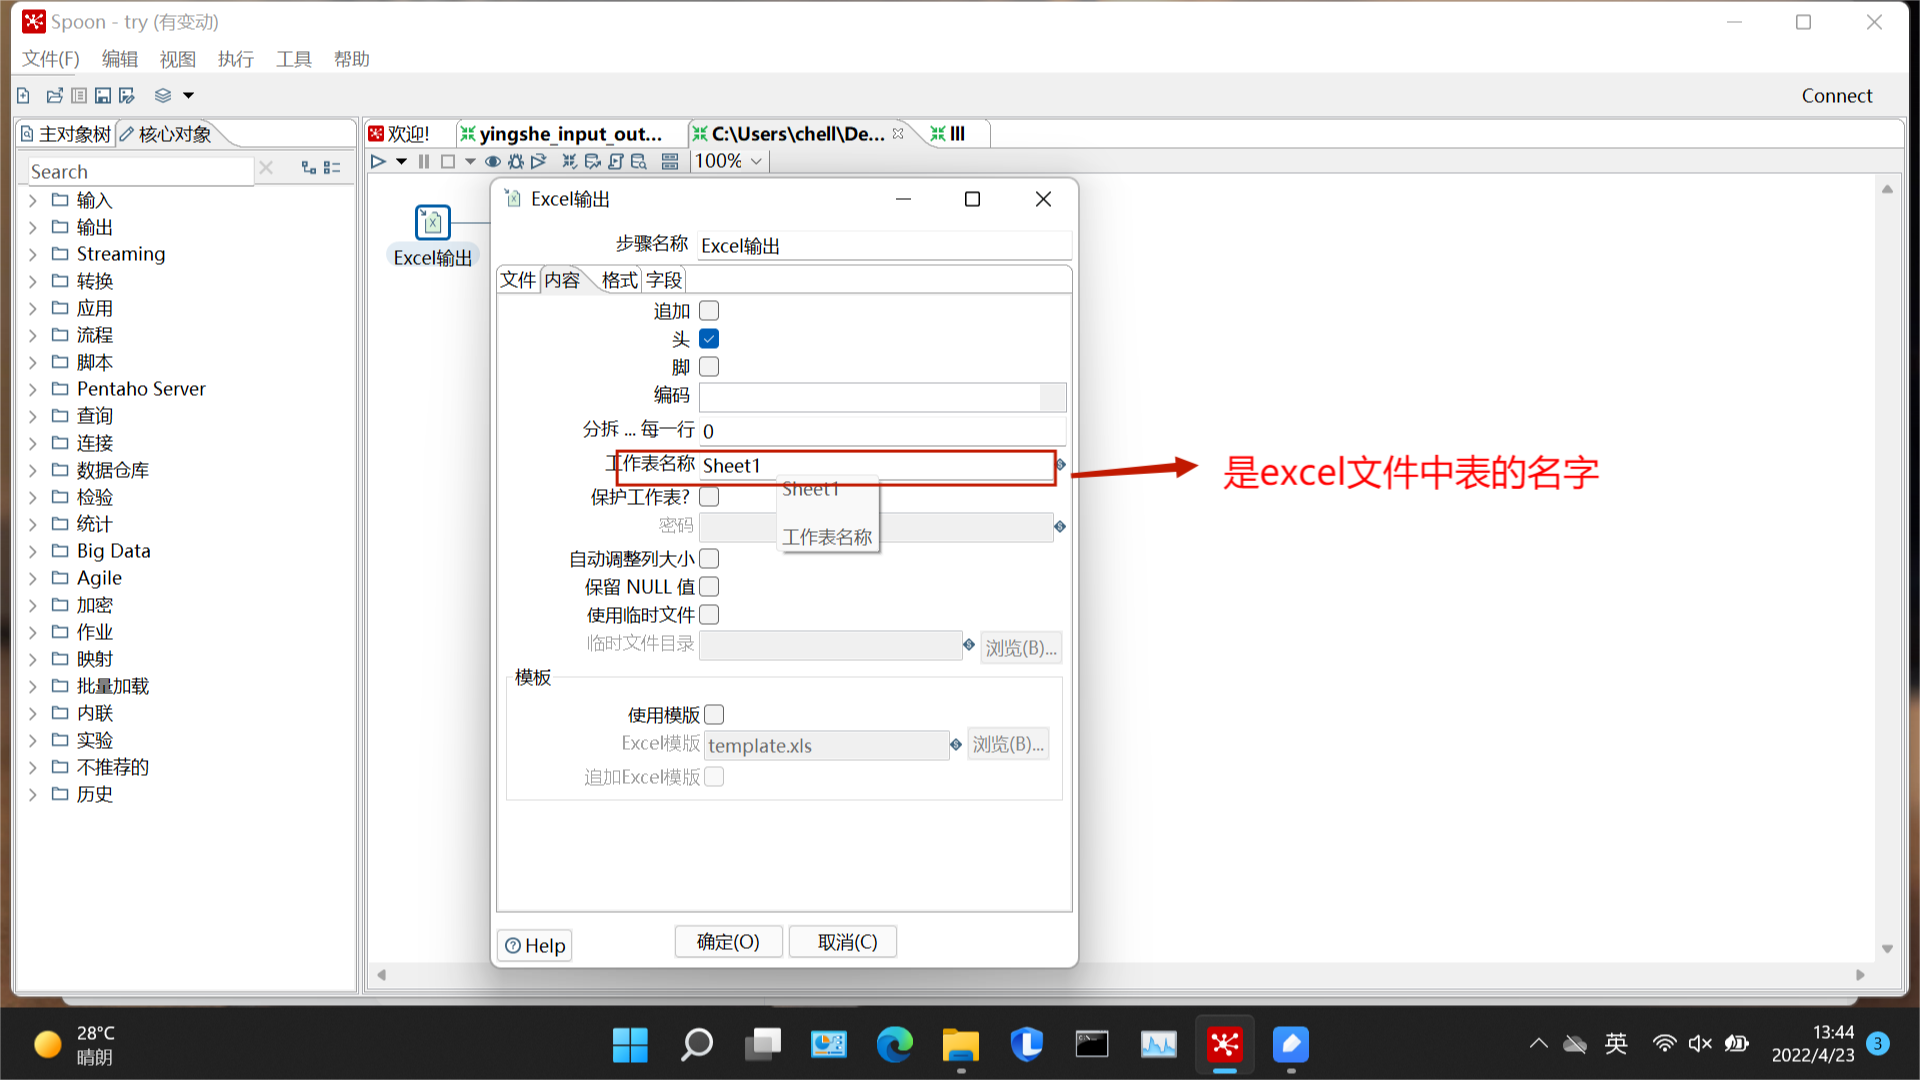 Spoon - try (有变动)
文件(F) 编辑 视图 执行 工具 帮助
Connect
主对象树 核心对象
Search
输入
输出
Streaming
转换
应用
流程
脚本
Pentaho Server
查询
连接
数据仓库
检验
统计
Big Data
Agile
加密
作业
映射
批量加载
内联
实验
不推荐的
历史
欢迎! yingshe_input_out... C:\Users\chell\De... lll
100%
Excel输出
Excel输出
步骤名称 Excel输出
文件 内容 格式 字段
追加
头
脚
编码
分拆 ... 每一行 0
工作表名称 Sheet1
Sheet1
工作表名称
保护工作表?
密码
自动调整列大小
保留 NULL 值
使用临时文件
临时文件目录 浏览(B)...
模板
使用模版
Excel模版 template.xls 浏览(B)...
追加Excel模版
Help 确定(O) 取消(C)
是excel文件中表的名字
28°C
晴朗
英
13:44
2022/4/23
3